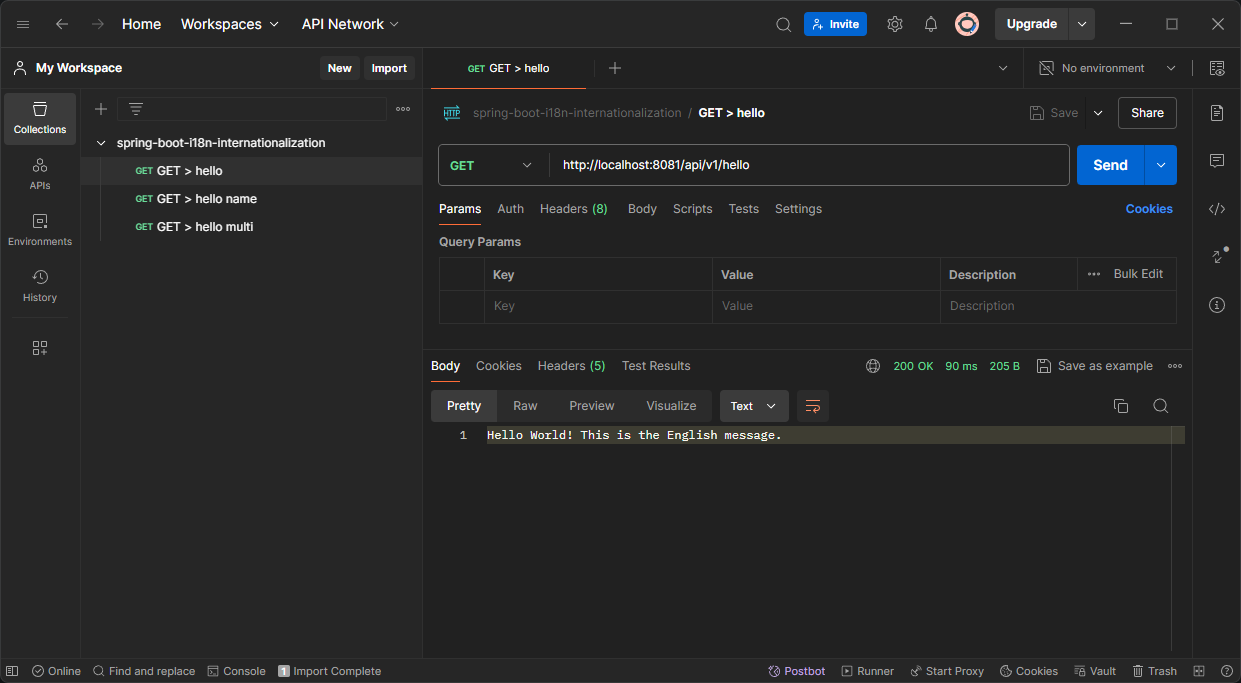 Home Workspaces API Network Invite Upgrade
My Workspace New Import GET GET > hello No environment
Collections
APIs
Environments
History
spring-boot-i18n-internationalization
GET GET > hello
GET GET > hello name
GET GET > hello multi
HTTP spring-boot-i18n-internationalization / GET > hello Save Share
GET http://localhost:8081/api/v1/hello Send
Params Auth Headers (8) Body Scripts Tests Settings Cookies
Query Params
Key Value Description Bulk Edit
Key Value Description
Body Cookies Headers (5) Test Results 200 OK 90 ms 205 B Save as example
Pretty Raw Preview Visualize Text
1 Hello World! This is the English message.
Online Find and replace Console 1 Import Complete Postbot Runner Start Proxy Cookies Vault Trash